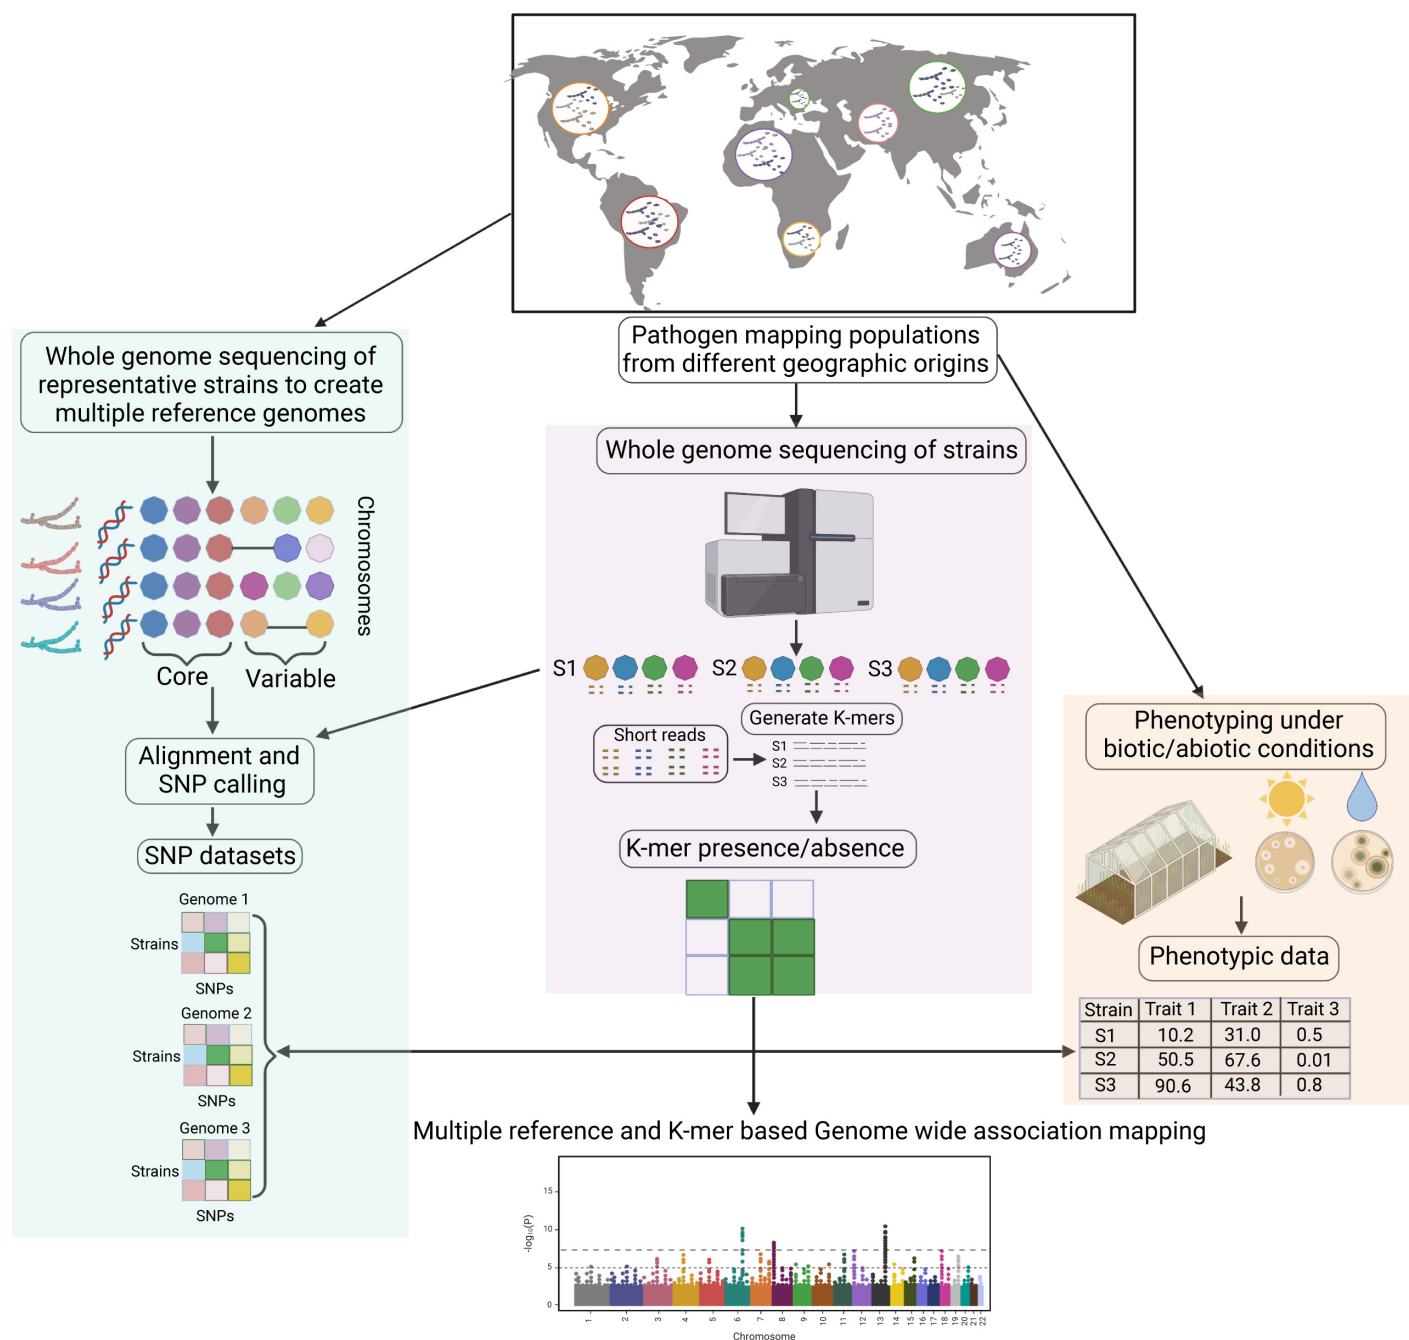 Pathogen mapping populations
from different geographic origins
Whole genome sequencing of
representative strains to create
multiple reference genomes
Chromosomes
Core
Variable
Alignment and
SNP calling
SNP datasets
Genome 1
Strains
SNPs
Genome 2
Strains
SNPs
Genome 3
Strains
SNPs
Whole genome sequencing of strains
S1
S2
S3
Generate K-mers
Short reads
S1
S2
S3
K-mer presence/absence
Phenotyping under
biotic/abiotic conditions
Phenotypic data
Strain Trait 1 Trait 2 Trait 3
S1 10.2 31.0 0.5
S2 50.5 67.6 0.01
S3 90.6 43.8 0.8
Multiple reference and K-mer based Genome wide association mapping
-log10(P)
15
10
5
0
1 2 3 4 5 6 7 8 9 10 11 12 13 14 15 16 17 18 19 20 21 22
Chromosome